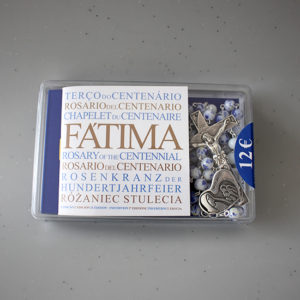 TERÇO DO CENTENÁRIO
ROSARIO DEL CENTENARIO
CHAPELET DU CENTENAIRE
FÁTIMA
ROSARY OF THE CENTENNIAL
ROSARIO DEL CENTENARIO
ROSENKRANZ DER
HUNDERTJAHRFEIER
RÓŻANIEC STULECIA
12€